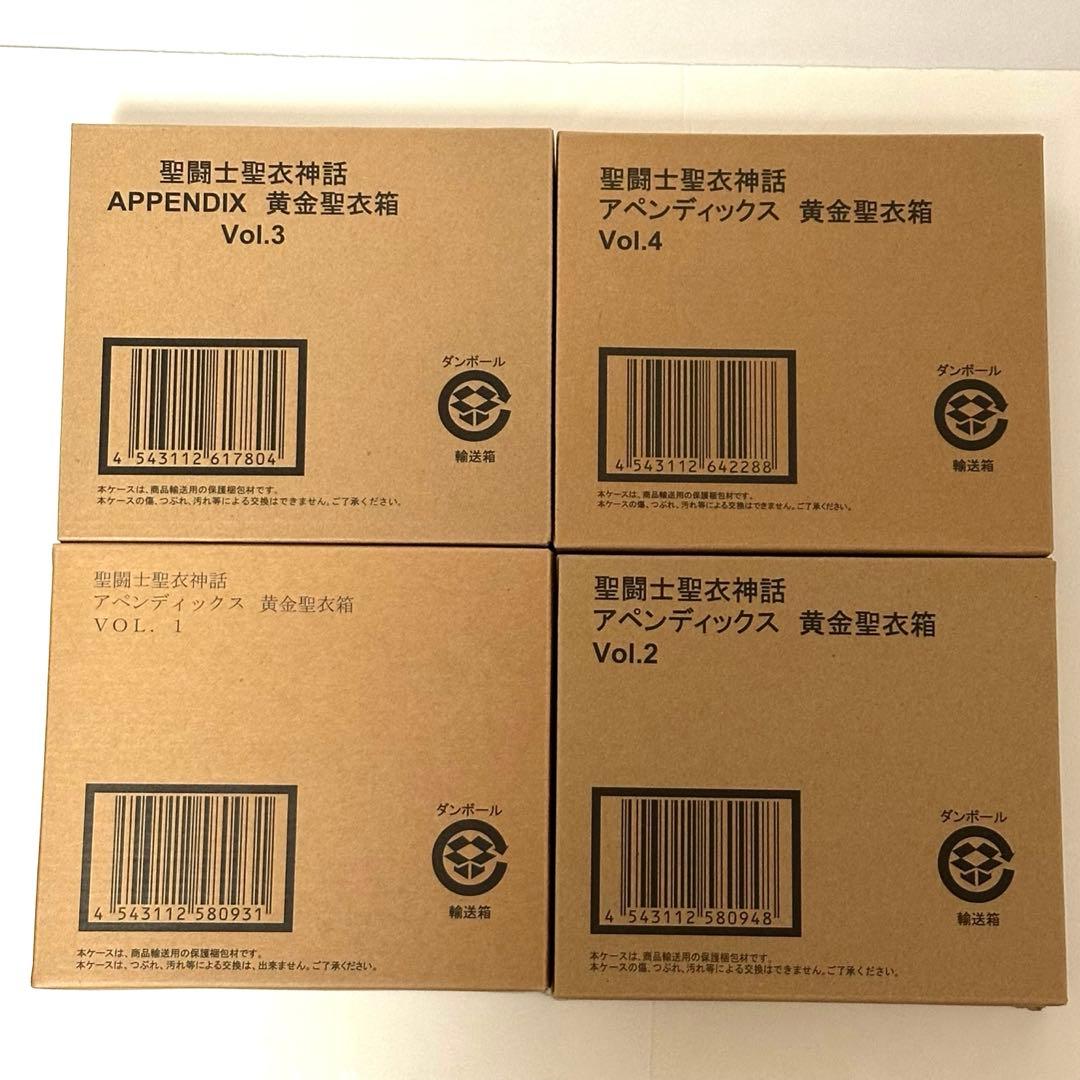 聖闘士聖衣神話
APPENDIX 黄金聖衣箱
Vol.3
4 543112 617804
ダンボール
輸送箱
本ケースは、商品輸送用の保護梱包材です。
本ケースの傷、つぶれ、汚れ等による交換はできません。ご了承ください。
聖闘士聖衣神話
アペンディックス 黄金聖衣箱
Vol.4
4 543112 642288
ダンボール
輸送箱
本ケースは、商品輸送用の保護梱包材です。
本ケースの傷、つぶれ、汚れ等による交換はできません。ご了承ください。
聖闘士聖衣神話
アペンディックス 黄金聖衣箱
VOL. 1
4 543112 580931
ダンボール
輸送箱
本ケースは、商品輸送用の保護梱包材です。
本ケースは、つぶれ、汚れ等による交換は、出来ません。ご了承ください。
聖闘士聖衣神話
アペンディックス 黄金聖衣箱
Vol.2
4 543112 580948
ダンボール
輸送箱
本ケースは、商品輸送用の保護梱包材です。
本ケースの傷、つぶれ、汚れ等による交換はできません。ご了承ください。